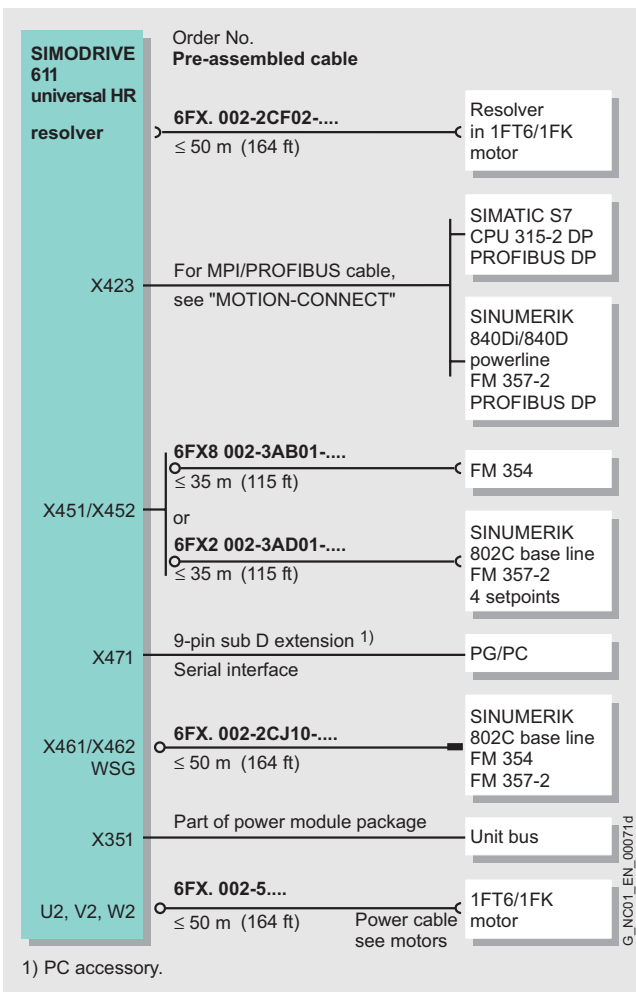 SIMODRIVE
611
universal HR
resolver
Order No.
Pre-assembled cable
6FX. 002-2CF02-....
≤ 50 m (164 ft)
Resolver
in 1FT6/1FK
motor
X423
For MPI/PROFIBUS cable,
see "MOTION-CONNECT"
SIMATIC S7
CPU 315-2 DP
PROFIBUS DP
SINUMERIK
840Di/840D
powerline
FM 357-2
PROFIBUS DP
X451/X452
6FX8 002-3AB01-....
≤ 35 m (115 ft)
FM 354
or
6FX2 002-3AD01-....
≤ 35 m (115 ft)
SINUMERIK
802C base line
FM 357-2
4 setpoints
X471
9-pin sub D extension 1)
Serial interface
PG/PC
X461/X462
WSG
6FX. 002-2CJ10-....
≤ 50 m (164 ft)
SINUMERIK
802C base line
FM 354
FM 357-2
X351
Part of power module package
Unit bus
U2, V2, W2
6FX. 002-5....
≤ 50 m (164 ft)
Power cable
see motors
1FT6/1FK
motor
G_NC01_EN_00071d
1) PC accessory.